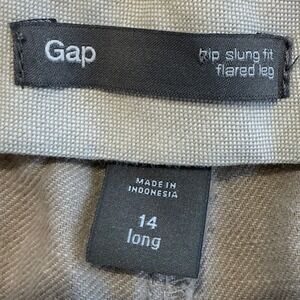 Gap
hip slung fit
flared leg
MADE IN
INDONESIA
14
long